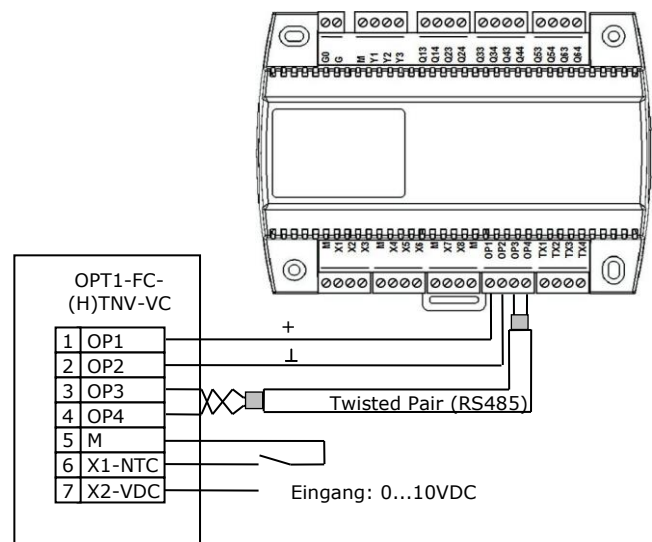 G0 G M Y1 Y2 Y3 Q13 Q14 Q23 Q24 Q33 Q34 Q43 Q44 Q53 Q54 Q63 Q64
M X1 X2 X3 M X4 X5 X6 M X7 X8 M OP1 OP2 OP3 OP4 TX1 TX2 TX3 TX4
OPT1-FC-
(H)TNV-VC
1 OP1
2 OP2
3 OP3
4 OP4
5 M
6 X1-NTC
7 X2-VDC
+
⊥
Twisted Pair (RS485)
Eingang: 0...10VDC